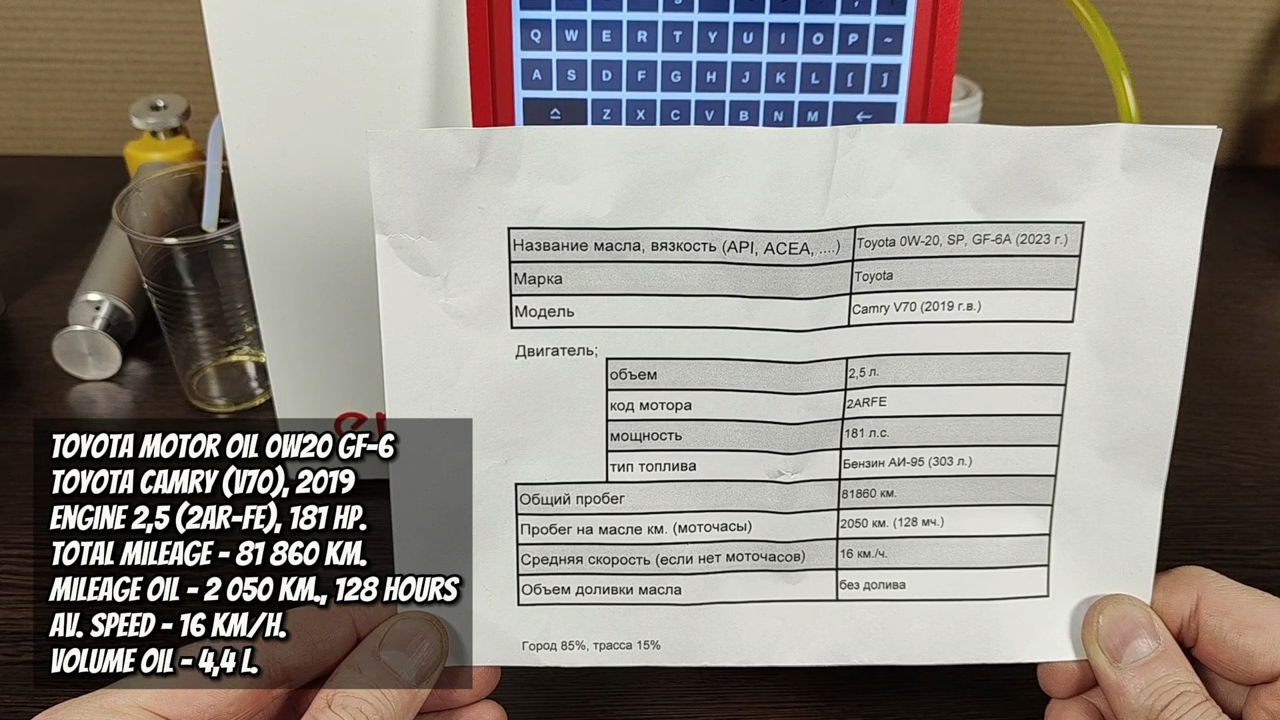 Q W E R T Y U I O P ~
A S D F G H J K L [ ]
Z X C V B N M ←
Название масла, вязкость (API, ACEA, ....) Toyota 0W-20, SP, GF-6A (2023 г.)
Марка Toyota
Модель Camry V70 (2019 г.в.)
Двигатель;
объем 2,5 л.
код мотора 2ARFE
мощность 181 л.с.
тип топлива Бензин АИ-95 (303 л.)
Общий пробег 81860 км.
Пробег на масле км. (моточасы) 2050 км. (128 мч.)
Средняя скорость (если нет моточасов) 16 км./ч.
Объем доливки масла без долива
Город 85%, трасса 15%
TOYOTA MOTOR OIL 0W20 GF-6
TOYOTA CAMRY (V70), 2019
ENGINE 2,5 (2AR-FE), 181 HP.
TOTAL MILEAGE - 81 860 KM.
MILEAGE OIL - 2 050 KM., 128 HOURS
AV. SPEED - 16 KM/H.
VOLUME OIL - 4,4 L.